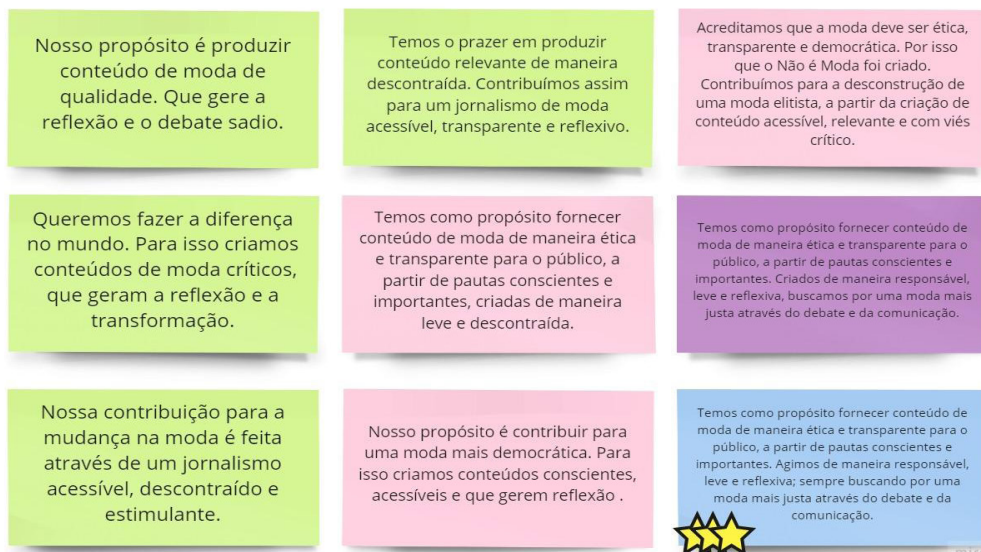 Nosso propósito é produzir
conteúdo de moda de
qualidade. Que gere a
reflexão e o debate sadio.
Temos o prazer em produzir
conteúdo relevante de maneira
descontraída. Contribuímos assim
para um jornalismo de moda
acessível, transparente e reflexivo.
Acreditamos que a moda deve ser ética,
transparente e democrática. Por isso
que o Não é Moda foi criado.
Contribuímos para a desconstrução de
uma moda elitista, a partir da criação de
conteúdo acessível, relevante e com viés
crítico.
Queremos fazer a diferença
no mundo. Para isso criamos
conteúdos de moda críticos,
que geram a reflexão e a
transformação.
Temos como propósito fornecer
conteúdo de moda de maneira ética
e transparente para o público, a
partir de pautas conscientes e
importantes, criadas de maneira
leve e descontraída.
Temos como propósito fornecer conteúdo de
moda de maneira ética e transparente para o
público, a partir de pautas conscientes e
importantes. Criados de maneira responsável,
leve e reflexiva, buscamos por uma moda mais
justa através do debate e da comunicação.
Nossa contribuição para a
mudança na moda é feita
através de um jornalismo
acessível, descontraído e
estimulante.
Nosso propósito é contribuir para
uma moda mais democrática. Para
isso criamos conteúdos conscientes,
acessíveis e que gerem reflexão .
Temos como propósito fornecer conteúdo de
moda de maneira ética e transparente para o
público, a partir de pautas conscientes e
importantes. Agimos de maneira responsável,
leve e reflexiva; sempre buscando por uma
moda mais justa através do debate e da
comunicação.